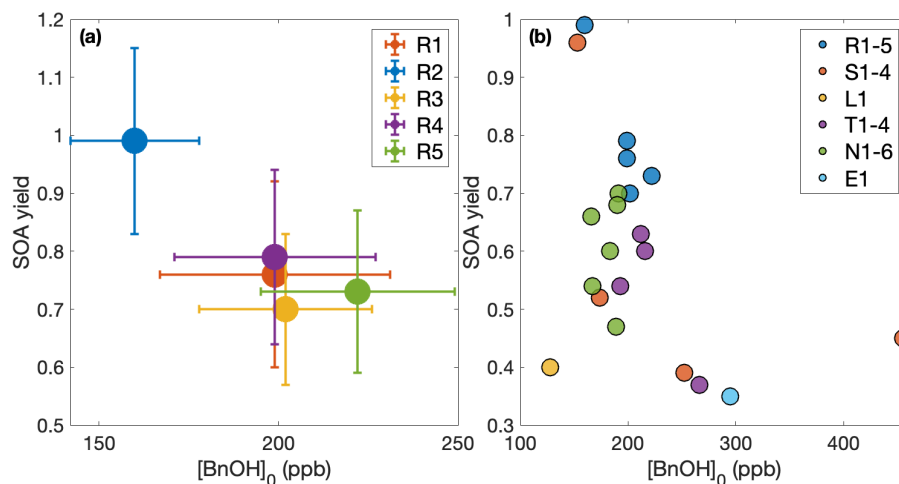 (a)
R1
R2
R3
R4
R5
1.2
1.1
1
0.9
0.8
0.7
0.6
0.5
SOA yield
150
200
250
[BnOH]0 (ppb)
(b)
R1-5
S1-4
L1
T1-4
N1-6
E1
1
0.9
0.8
0.7
0.6
0.5
0.4
0.3
SOA yield
100
200
300
400
[BnOH]0 (ppb)